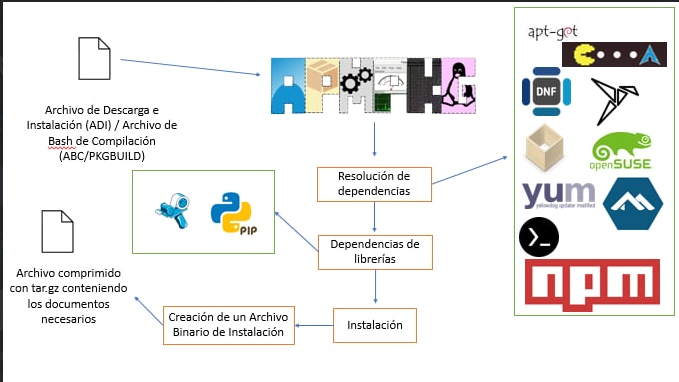 Archivo de Descarga e
Instalación (ADI) / Archivo de
Bash de Compilación
(ABC/PKGBUILD)
APMPKG
apt-get
DNF
openSUSE
yum
yellowdog updater modified
npm
Resolución de
dependencias
PIP
Dependencias de
librerías
Instalación
Creación de un Archivo
Binario de Instalación
Archivo comprimido
con tar.gz conteniendo
los documentos
necesarios